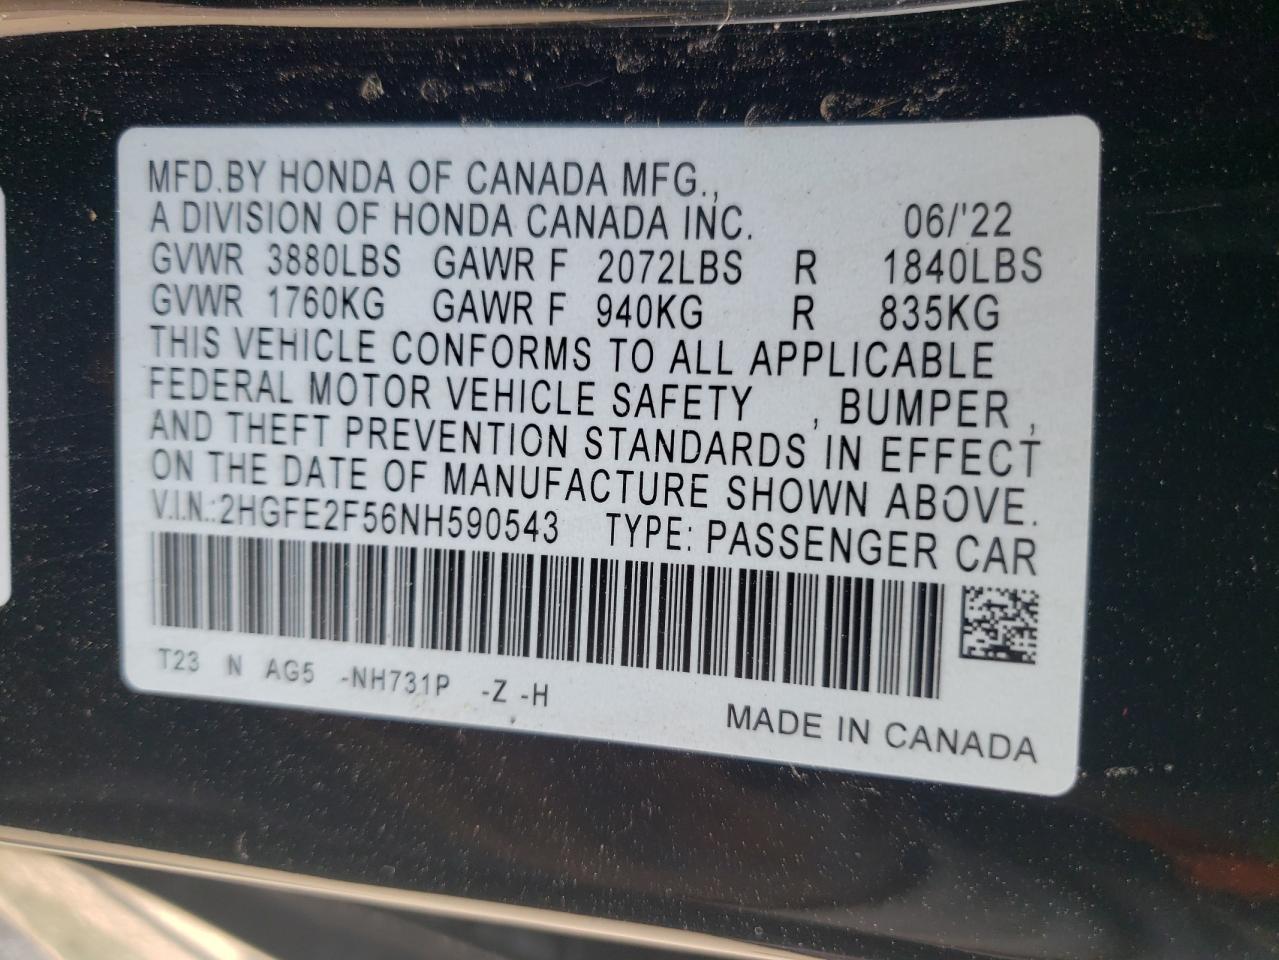 MFD.BY HONDA OF CANADA MFG.,
A DIVISION OF HONDA CANADA INC. 06/'22
GVWR 3880LBS GAWR F 2072LBS R 1840LBS
GVWR 1760KG GAWR F 940KG R 835KG
THIS VEHICLE CONFORMS TO ALL APPLICABLE
FEDERAL MOTOR VEHICLE SAFETY , BUMPER ,
AND THEFT PREVENTION STANDARDS IN EFFECT
ON THE DATE OF MANUFACTURE SHOWN ABOVE.
V.I.N.:2HGFE2F56NH590543 TYPE: PASSENGER CAR
T23 N AG5 -NH731P -Z -H
MADE IN CANADA